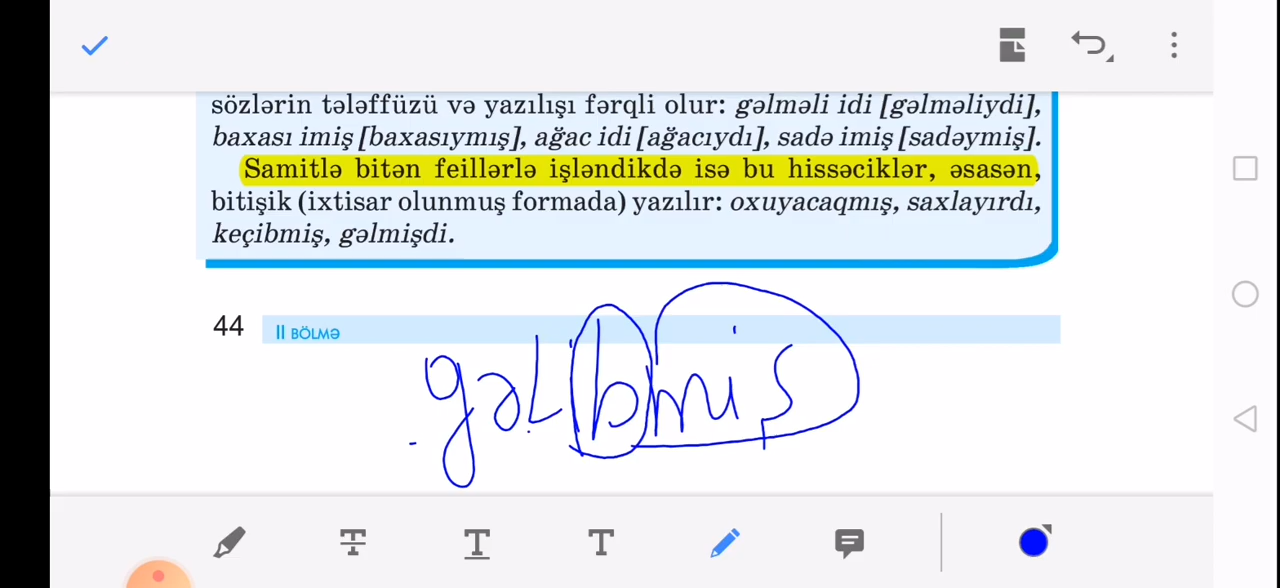 sözlərin tələffüzü və yazılışı fərqli olur: gəlməli idi [gəlməliydi],
baxası imiş [baxasıymış], ağac idi [ağacıydı], sadə imiş [sadəymiş].
Samitlə bitən feillərlə işləndikdə isə bu hissəciklər, əsasən,
bitişik (ixtisar olunmuş formada) yazılır: oxuyacaqmış, saxlayırdı,
keçibmiş, gəlmişdi.
44 II BÖLMƏ
gəlibmiş
T T T